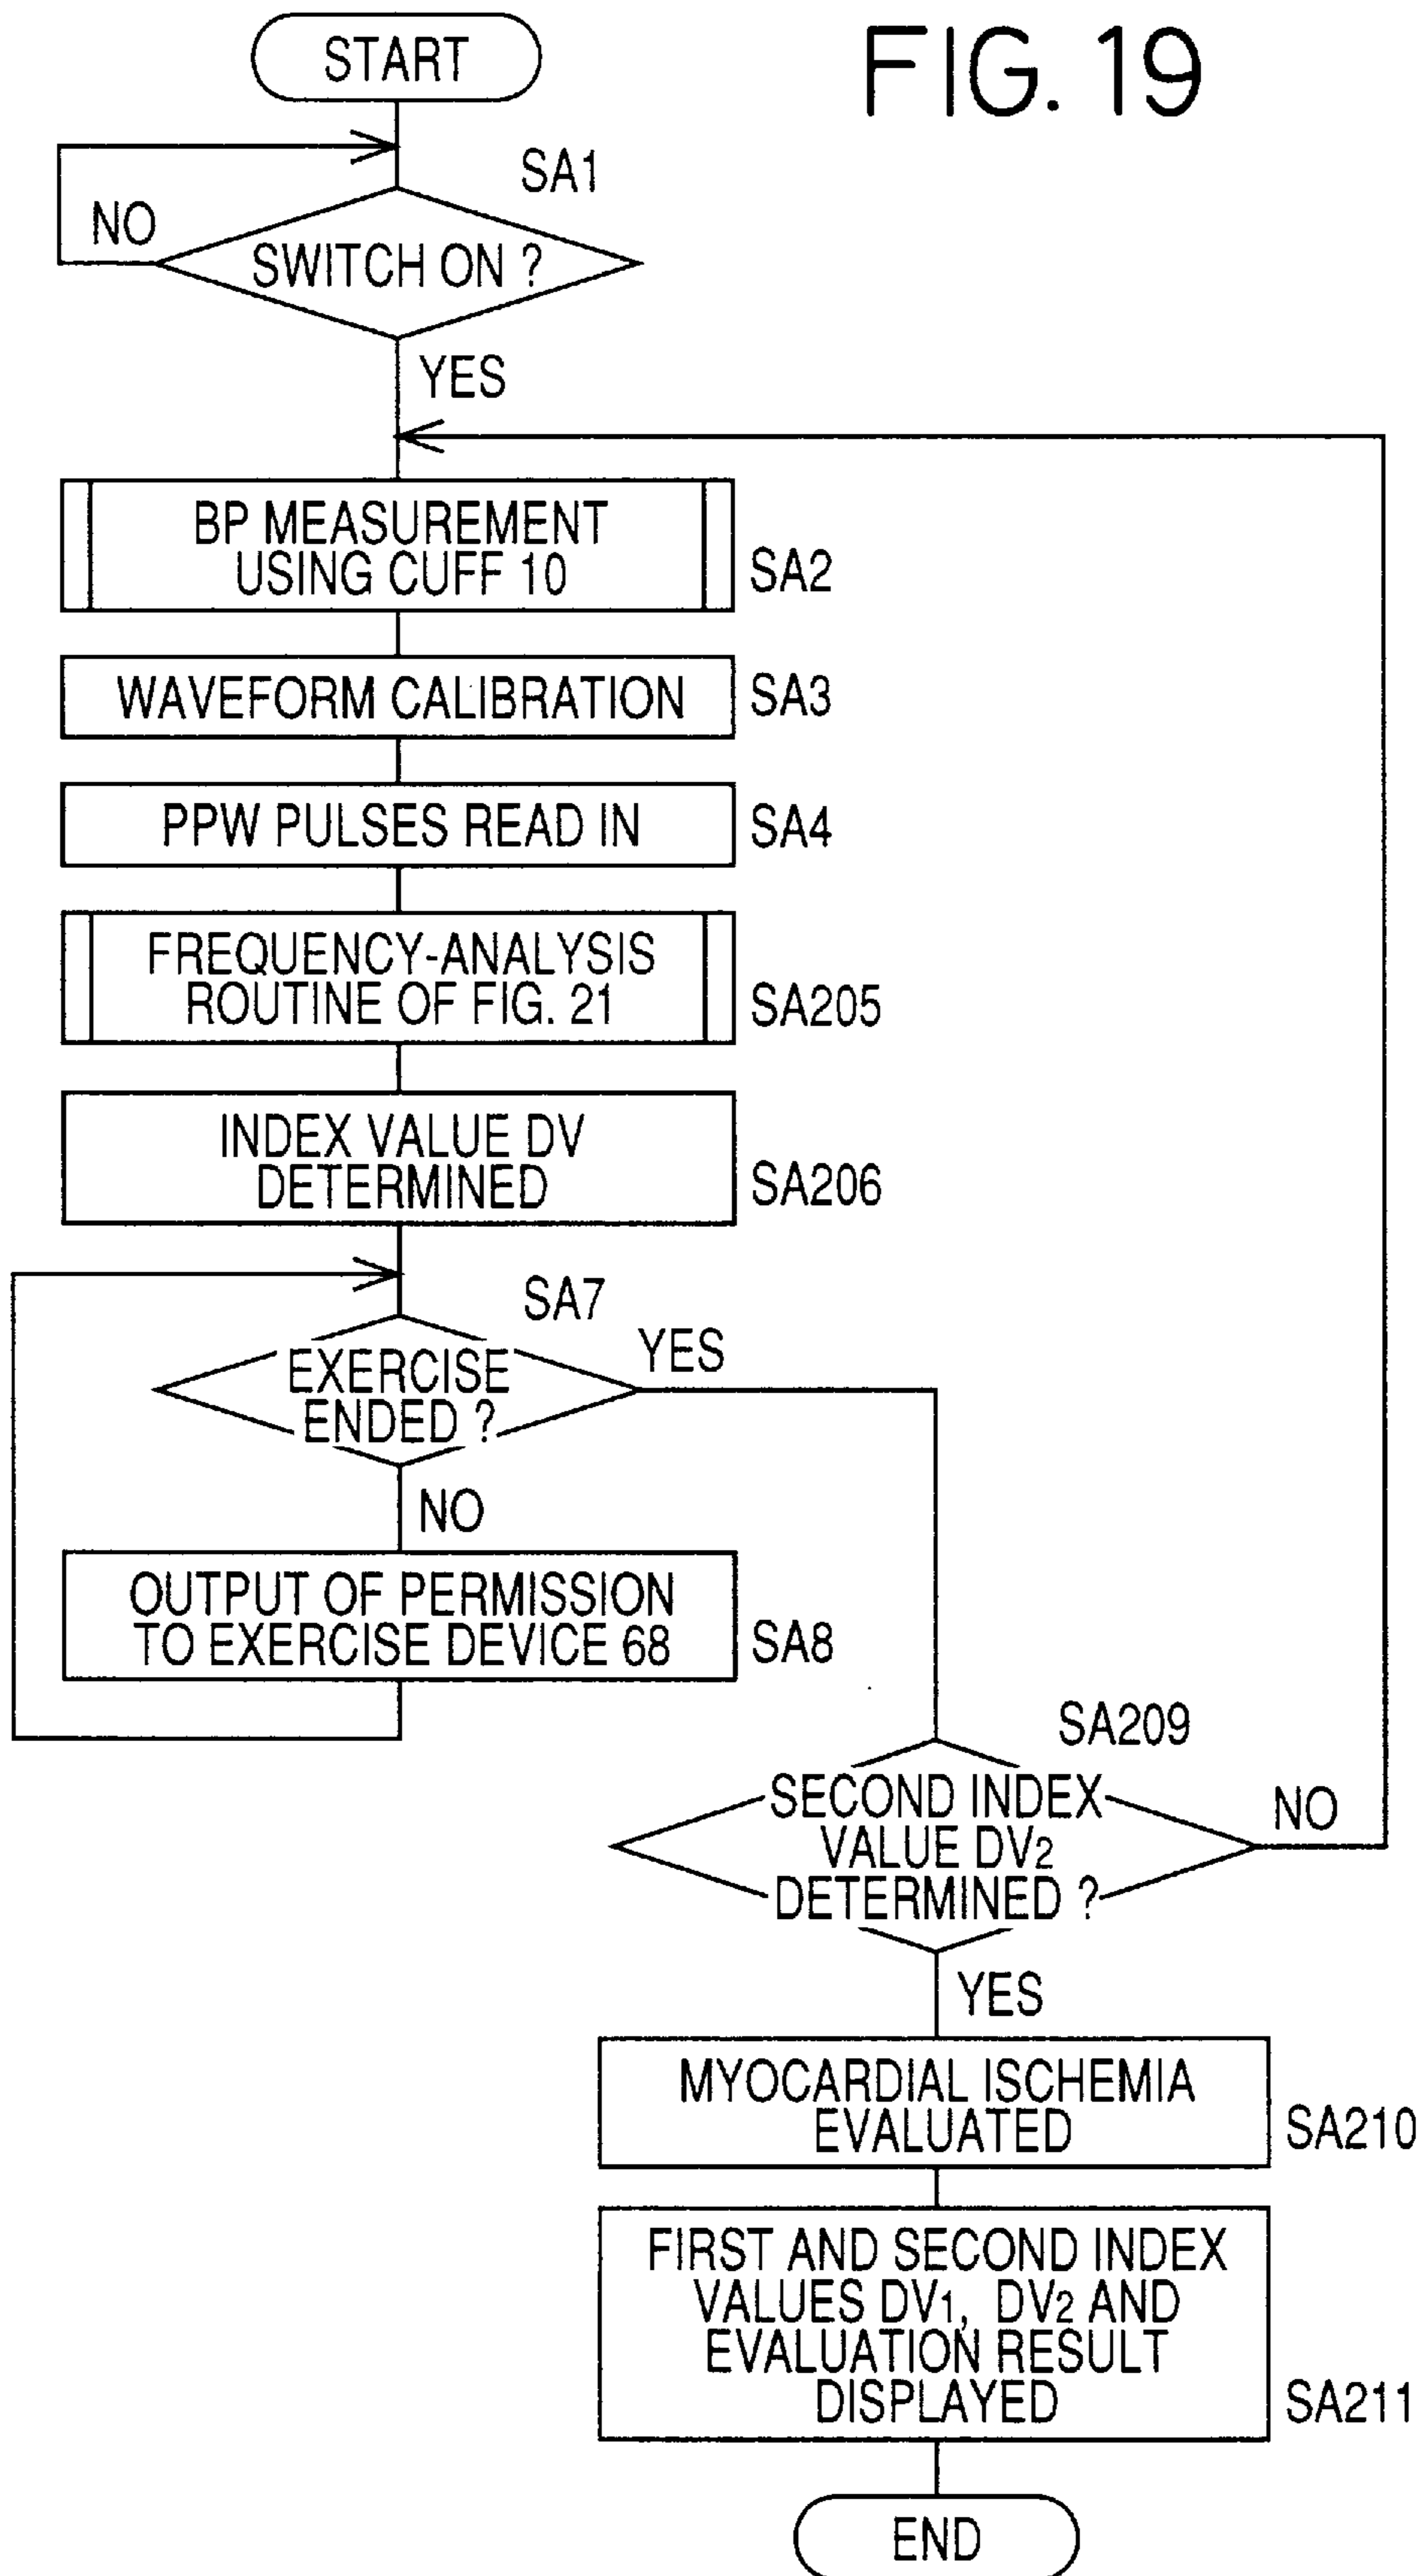 START
FIG. 19
SA1
NO
SWITCH ON ?
YES
BP MEASUREMENT
USING CUFF 10
SA2
WAVEFORM CALIBRATION
SA3
PPW PULSES READ IN
SA4
FREQUENCY-ANALYSIS
ROUTINE OF FIG. 21
SA205
INDEX VALUE DV
DETERMINED
SA206
SA7
EXERCISE
ENDED ?
YES
NO
OUTPUT OF PERMISSION
TO EXERCISE DEVICE 68
SA8
SA209
SECOND INDEX
VALUE DV2
DETERMINED ?
NO
YES
MYOCARDIAL ISCHEMIA
EVALUATED
SA210
FIRST AND SECOND INDEX
VALUES DV1, DV2 AND
EVALUATION RESULT
DISPLAYED
SA211
END